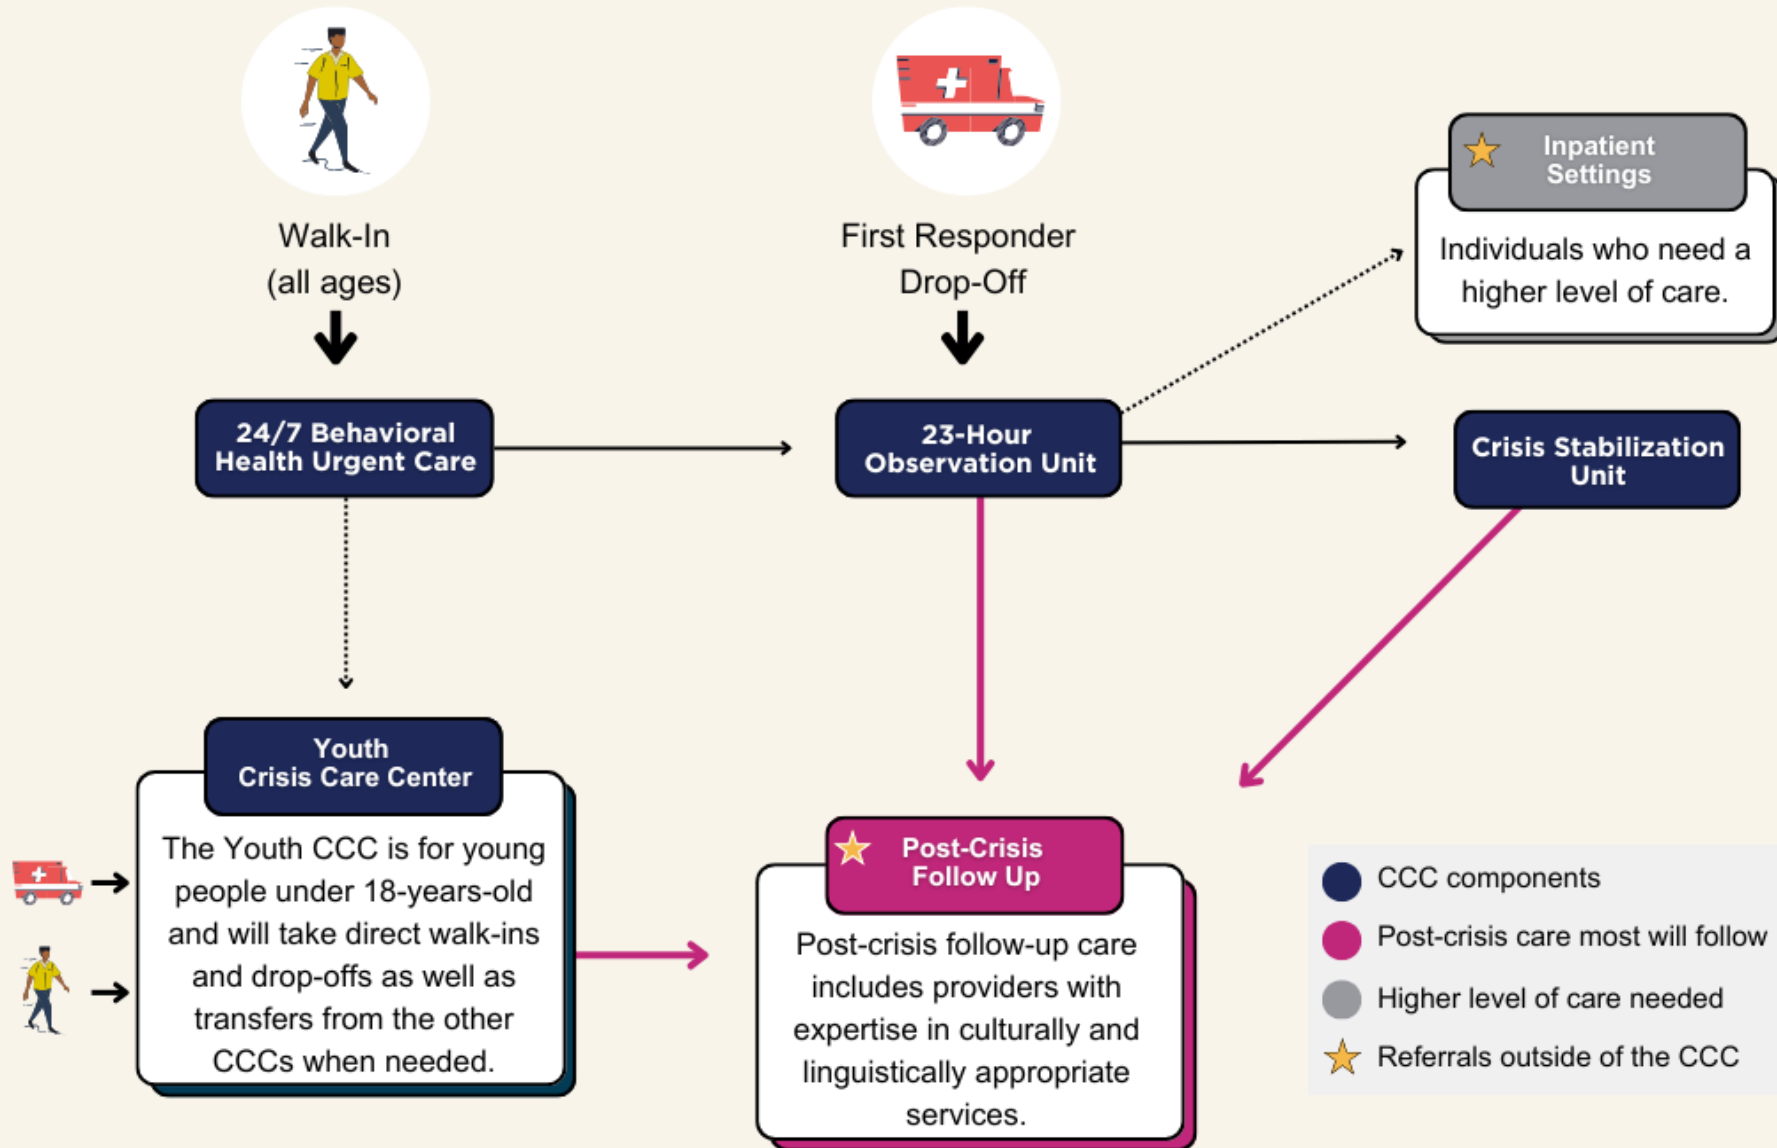 Walk-In
(all ages)
First Responder
Drop-Off
Inpatient
Settings
Individuals who need a
higher level of care.
24/7 Behavioral
Health Urgent Care
23-Hour
Observation Unit
Crisis Stabilization
Unit
Youth
Crisis Care Center
The Youth CCC is for young
people under 18-years-old
and will take direct walk-ins
and drop-offs as well as
transfers from the other
CCCs when needed.
Post-Crisis
Follow Up
Post-crisis follow-up care
includes providers with
expertise in culturally and
linguistically appropriate
services.
CCC components
Post-crisis care most will follow
Higher level of care needed
Referrals outside of the CCC